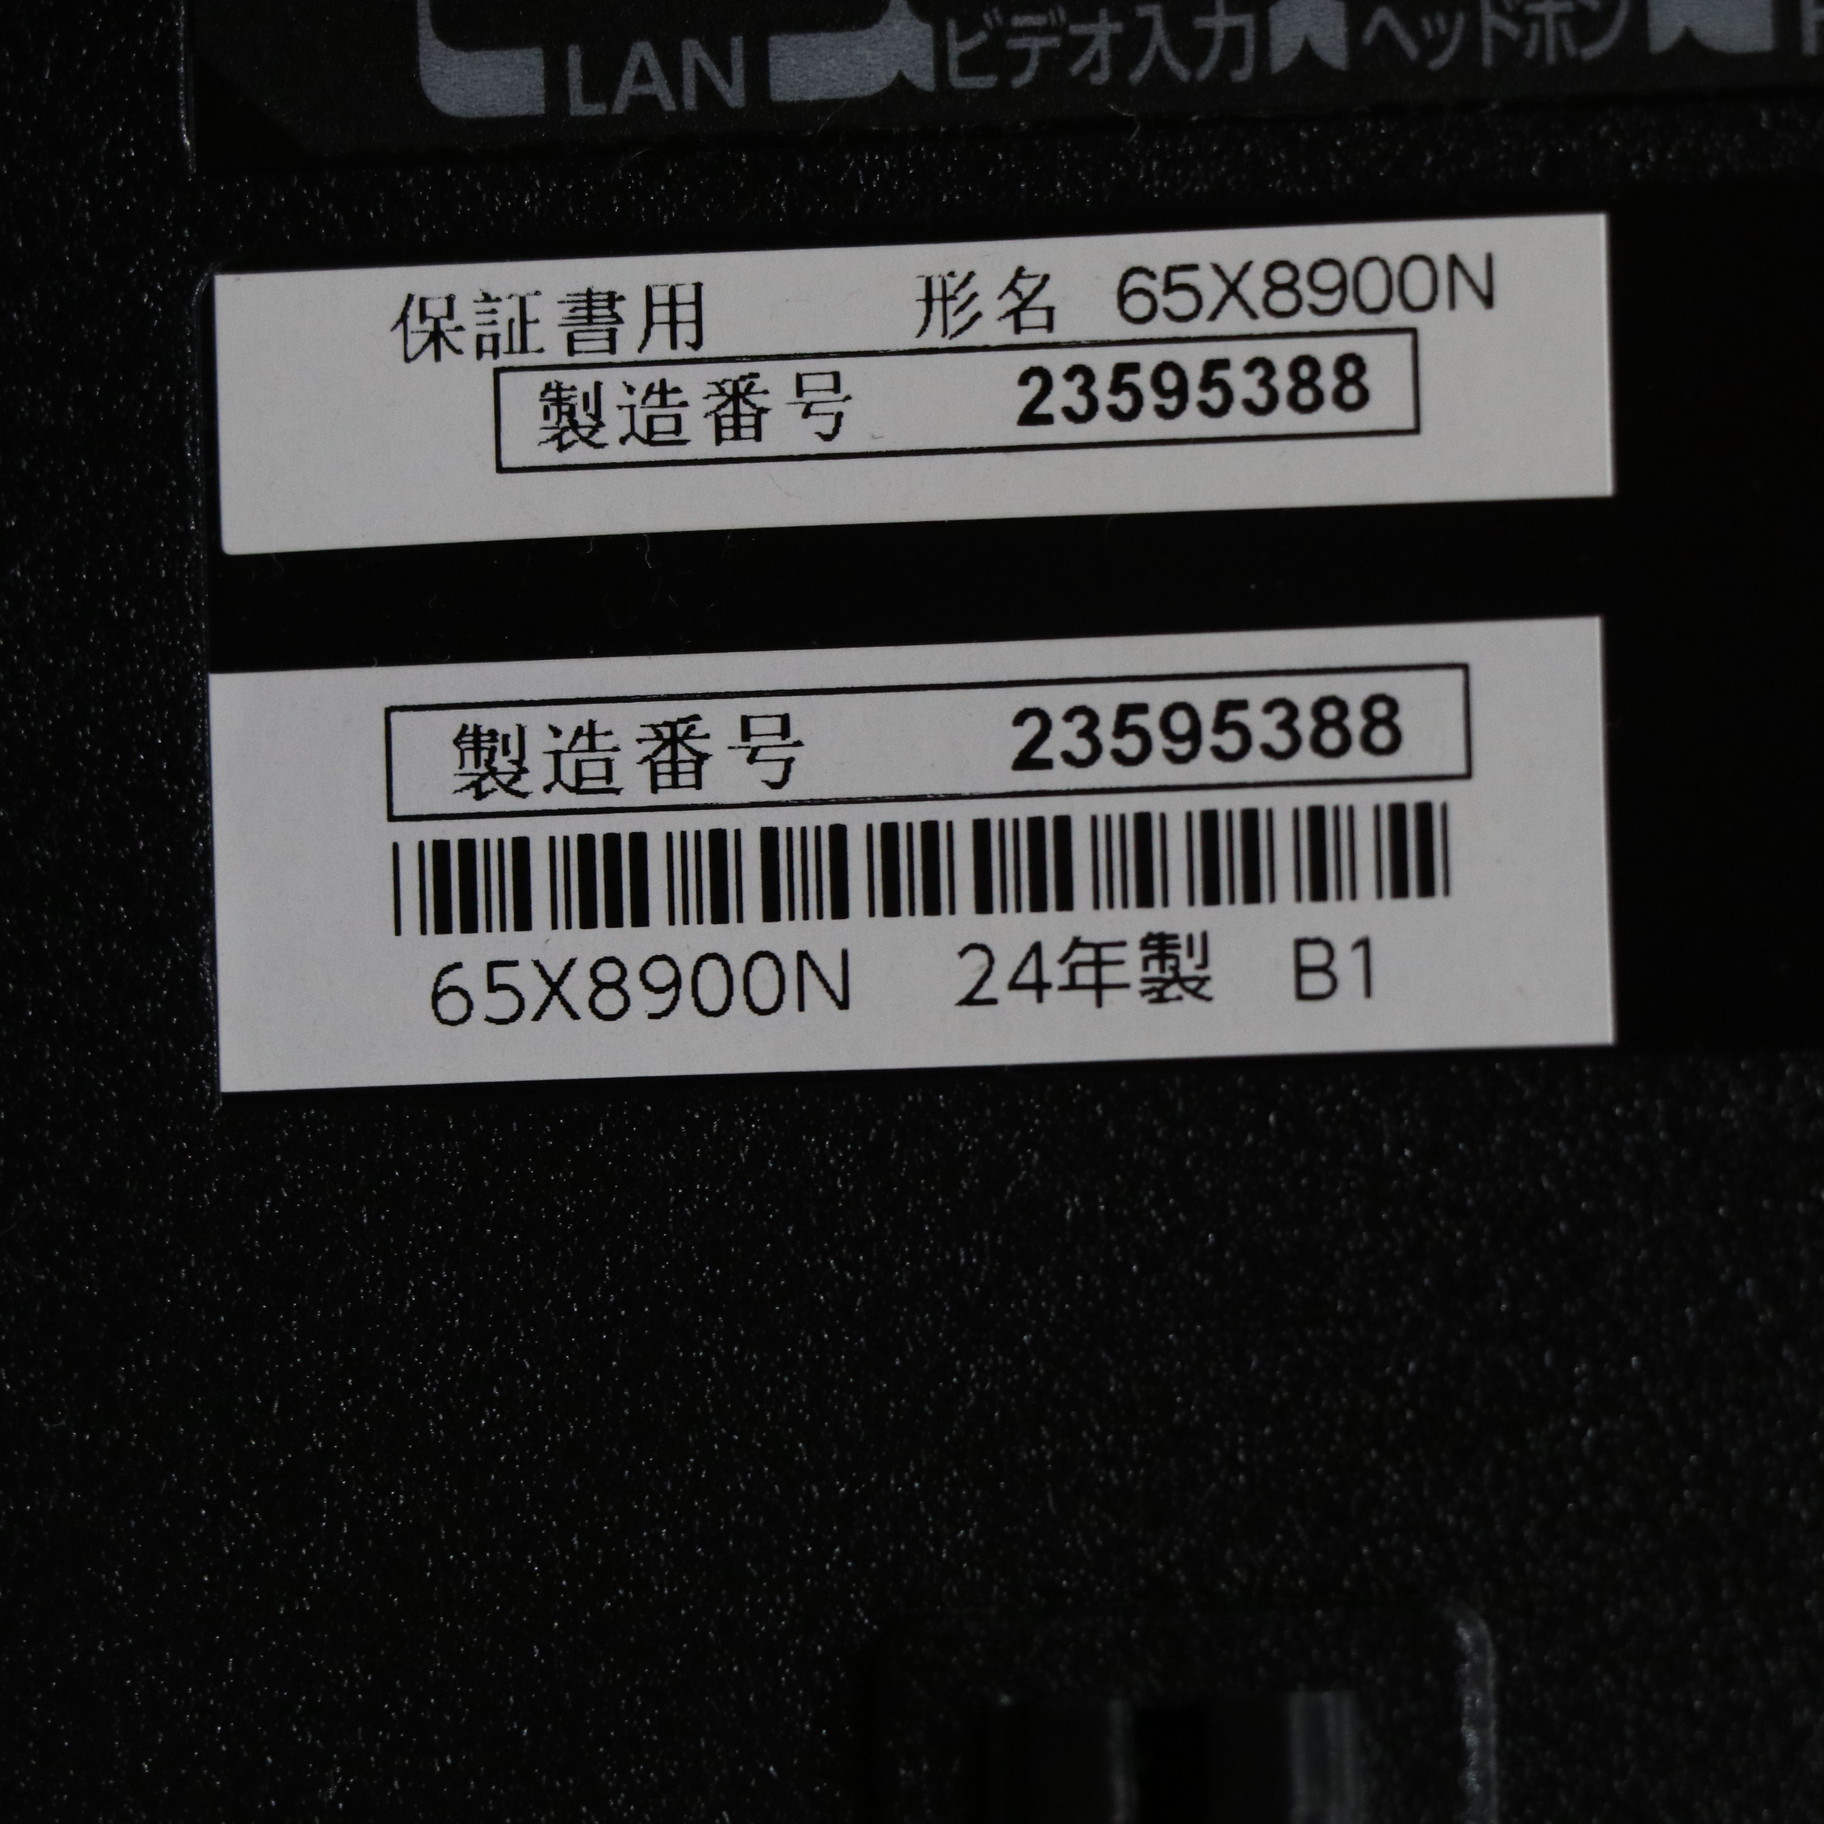 LAN ビデオ入力 ヘッドホン
保証書用 形名 65X8900N
製造番号 23595388
製造番号 23595388
65X8900N 24年製 B1